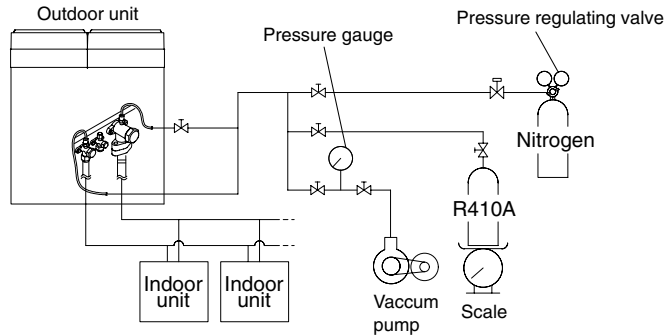 Outdoor unit
Pressure gauge
Pressure regulating valve
Nitrogen
R410A
Indoor
unit
Indoor
unit
Vaccum
pump
Scale